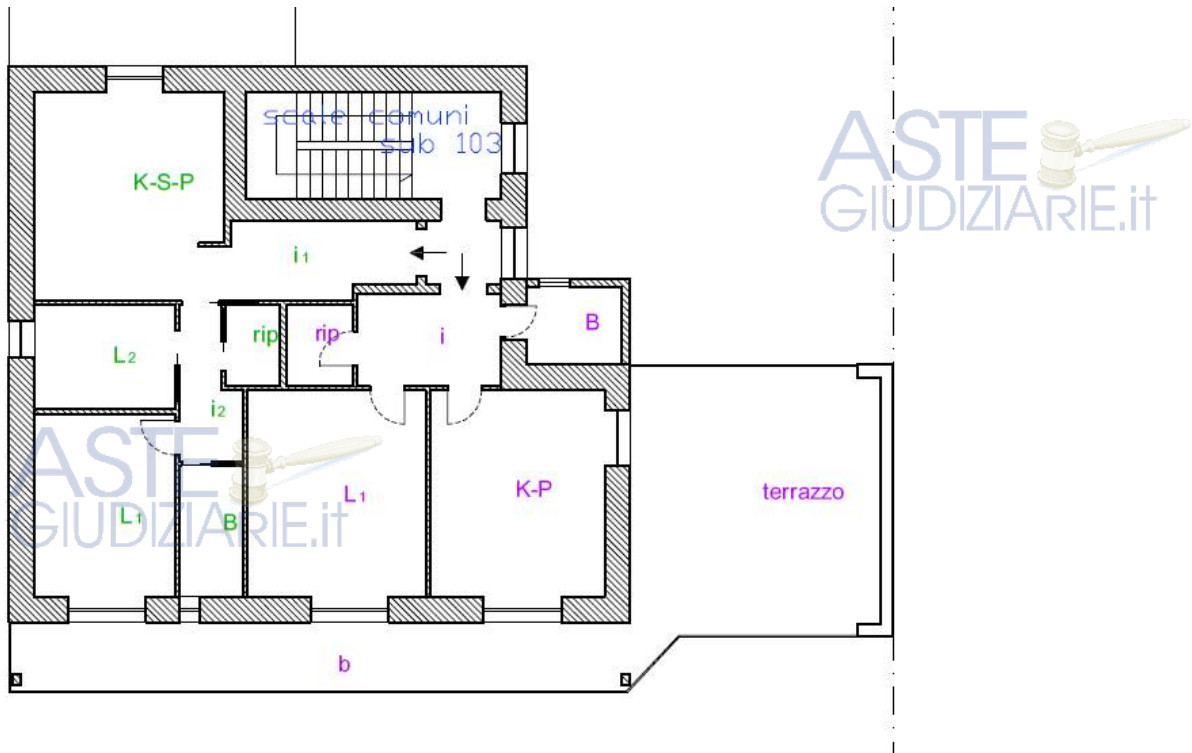 scale comuni
sub 103
ASTE
GIUDIZIARIE.it
K-S-P
i1
rip
rip
i
B
L2
i2
ASTE
GIUDIZIARIE.it
L1
B
L1
K-P
terrazzo
b